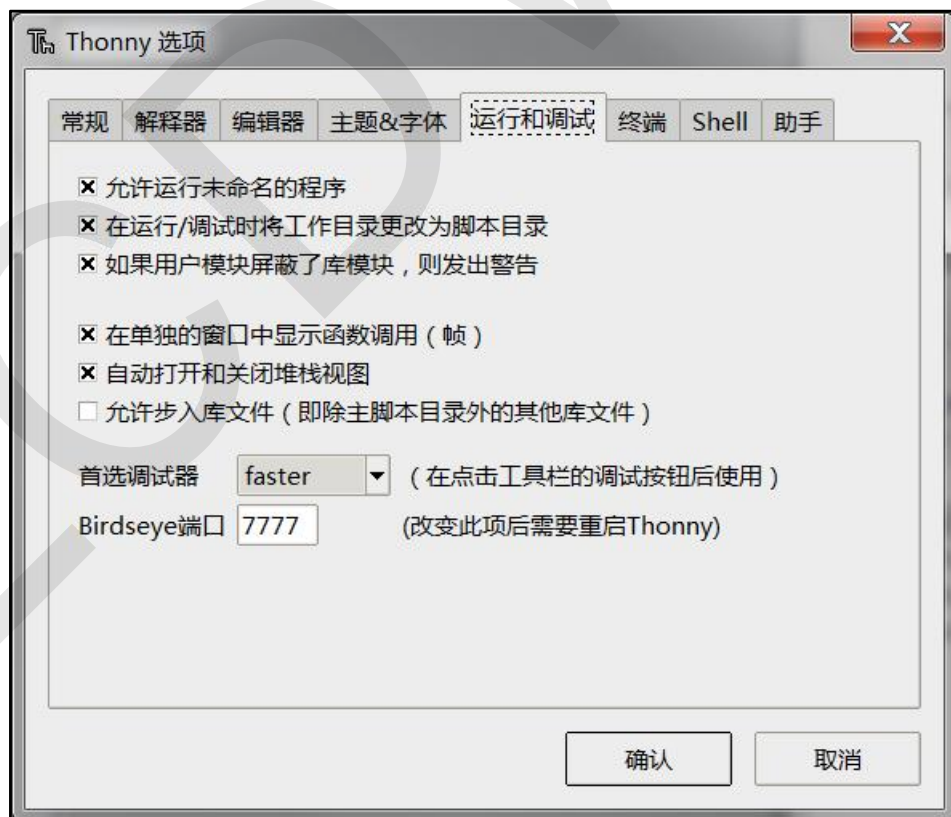 Thonny 选项
常规 解释器 编辑器 主题&字体 运行和调试 终端 Shell 助手
允许运行未命名的程序
在运行/调试时将工作目录更改为脚本目录
如果用户模块屏蔽了库模块，则发出警告
在单独的窗口中显示函数调用（帧）
自动打开和关闭堆栈视图
允许步入库文件（即除主脚本目录外的其他库文件）
首选调试器 faster （在点击工具栏的调试按钮后使用）
Birdseye端口 7777 (改变此项后需要重启Thonny)
确认 取消